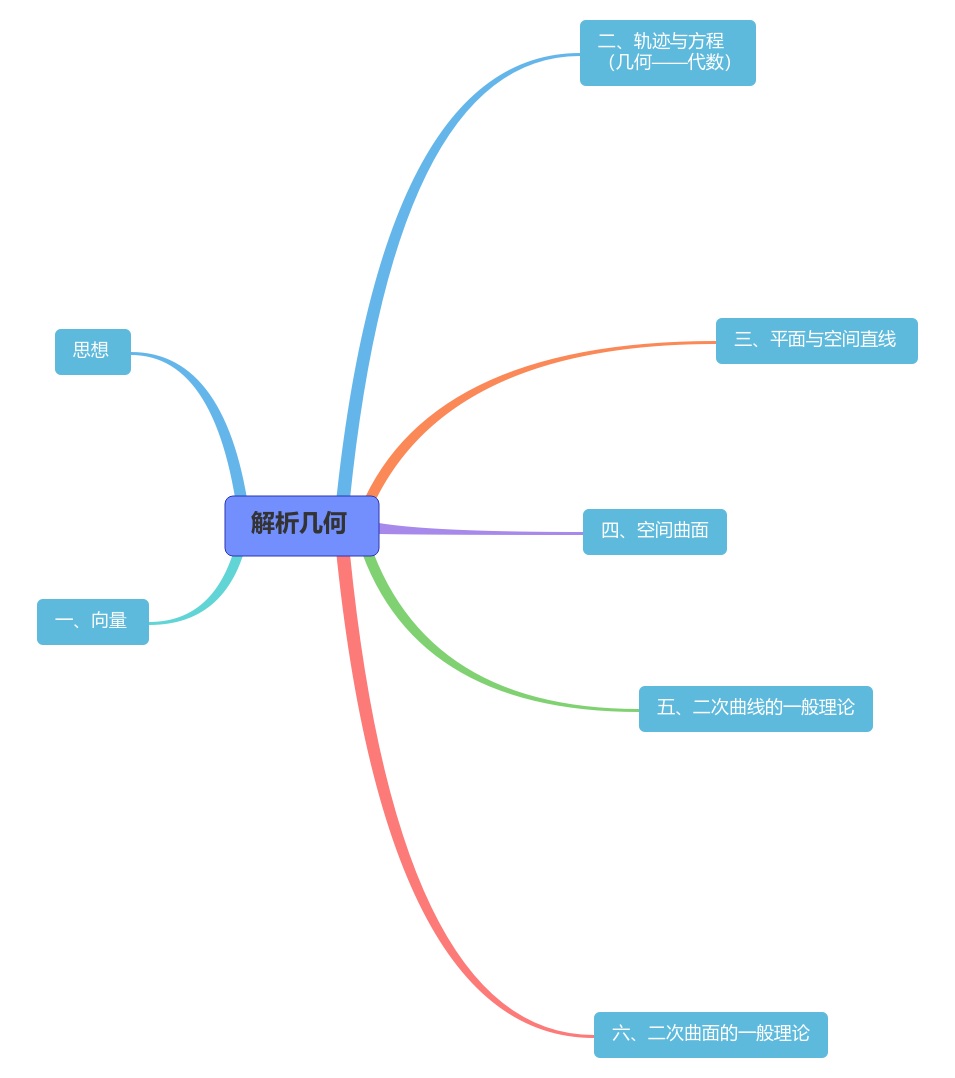 解析几何
思想
一、向量
二、轨迹与方程
（几何——代数）
三、平面与空间直线
四、空间曲面
五、二次曲线的一般理论
六、二次曲面的一般理论